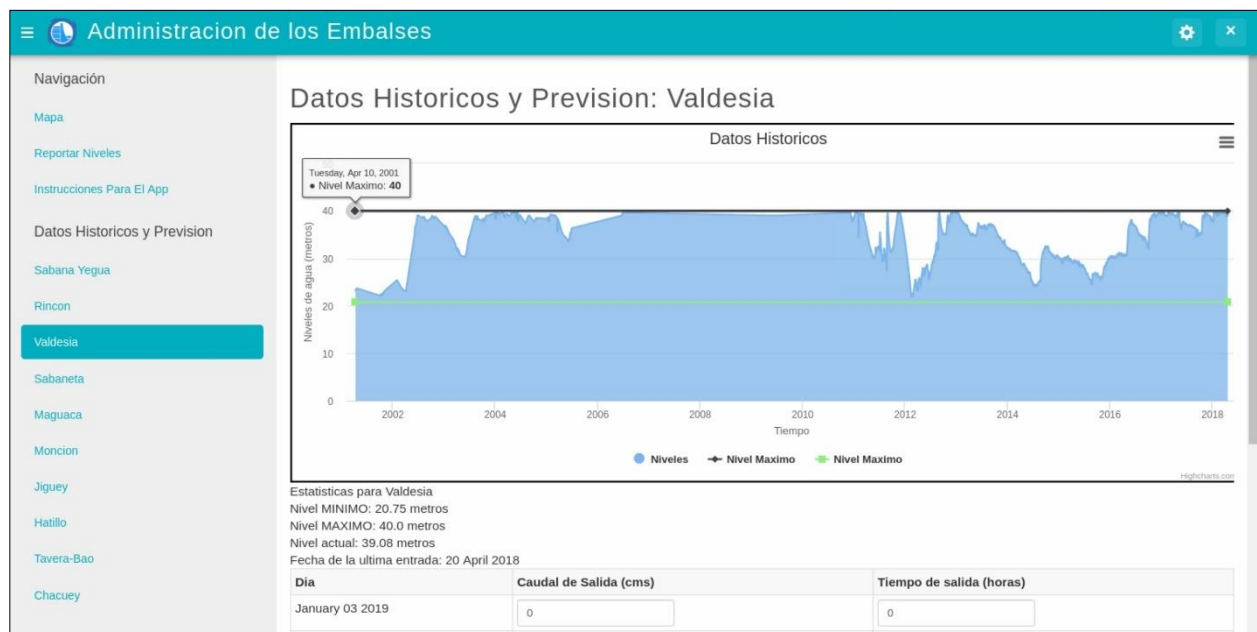 Administracion de los Embalses
Navigación
Mapa
Reportar Niveles
Instrucciones Para El App
Datos Historicos y Prevision
Sabana Yegua
Rincon
Valdesia
Sabaneta
Maguaca
Moncion
Jiguey
Hatillo
Tavera-Bao
Chacuey
Datos Historicos y Prevision: Valdesia
Datos Historicos
Tuesday, Apr 10, 2001
Nivel Maximo: 40
Niveles de agua (metros)
40
30
20
10
0
2002 2004 2006 2008 2010 2012 2014 2016 2018
Tiempo
Niveles Nivel Maximo Nivel Maximo
Highcharts.com
Estatisticas para Valdesia
Nivel MINIMO: 20.75 metros
Nivel MAXIMO: 40.0 metros
Nivel actual: 39.08 metros
Fecha de la ultima entrada: 20 April 2018
Dia Caudal de Salida (cms) Tiempo de salida (horas)
January 03 2019 0 0